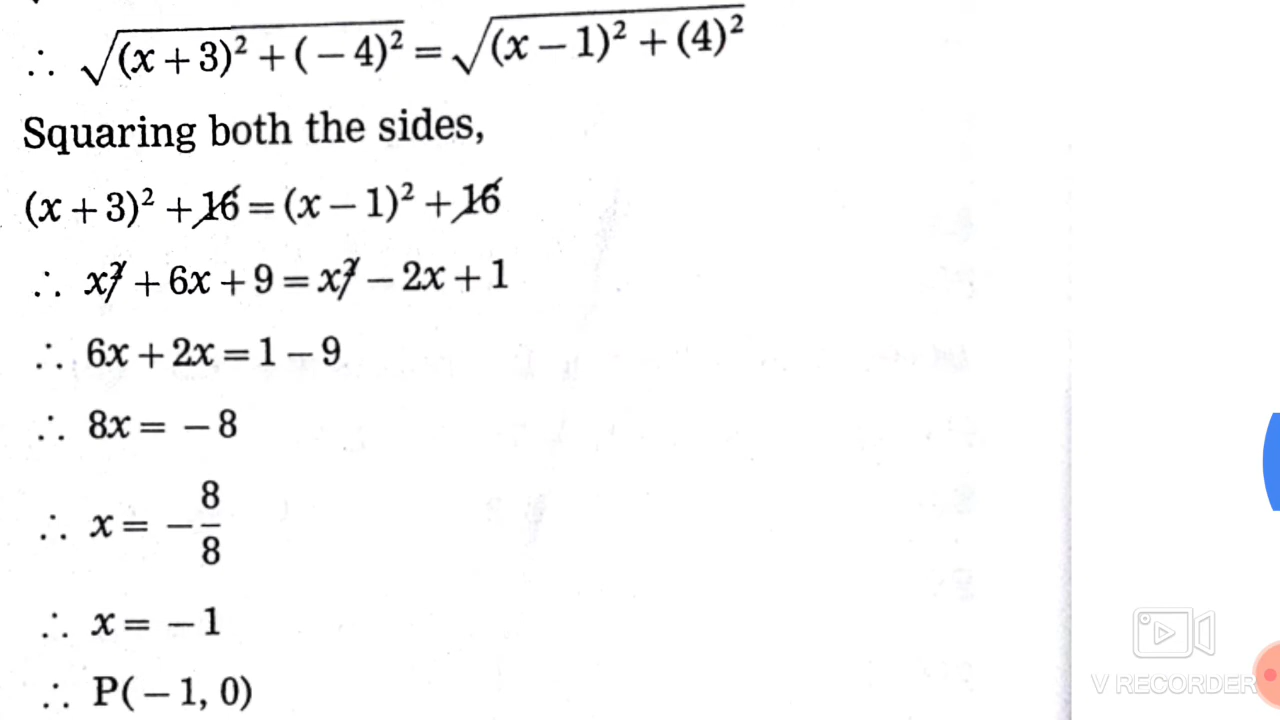 ∴ √(x + 3)² + (− 4)² = √(x − 1)² + (4)²
Squaring both the sides,
(x + 3)² + 16 = (x − 1)² + 16
∴ x² + 6x + 9 = x² − 2x + 1
∴ 6x + 2x = 1 − 9
∴ 8x = − 8
∴ x = − 8/8
∴ x = − 1
∴ P(− 1, 0)
V RECORDER